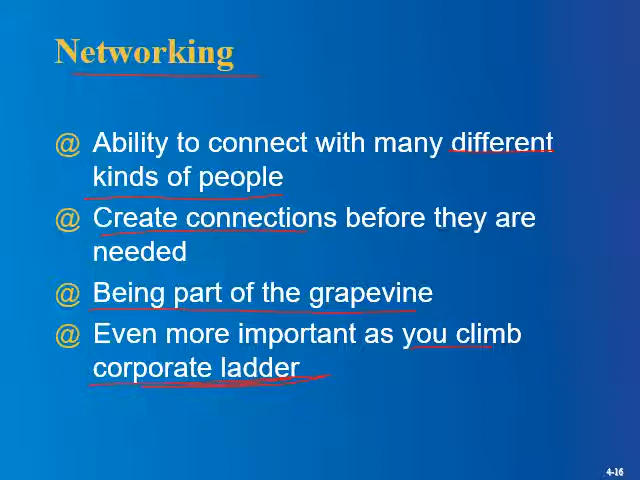 Networking
@ Ability to connect with many different
kinds of people
@ Create connections before they are
needed
@ Being part of the grapevine
@ Even more important as you climb
corporate ladder
4-16